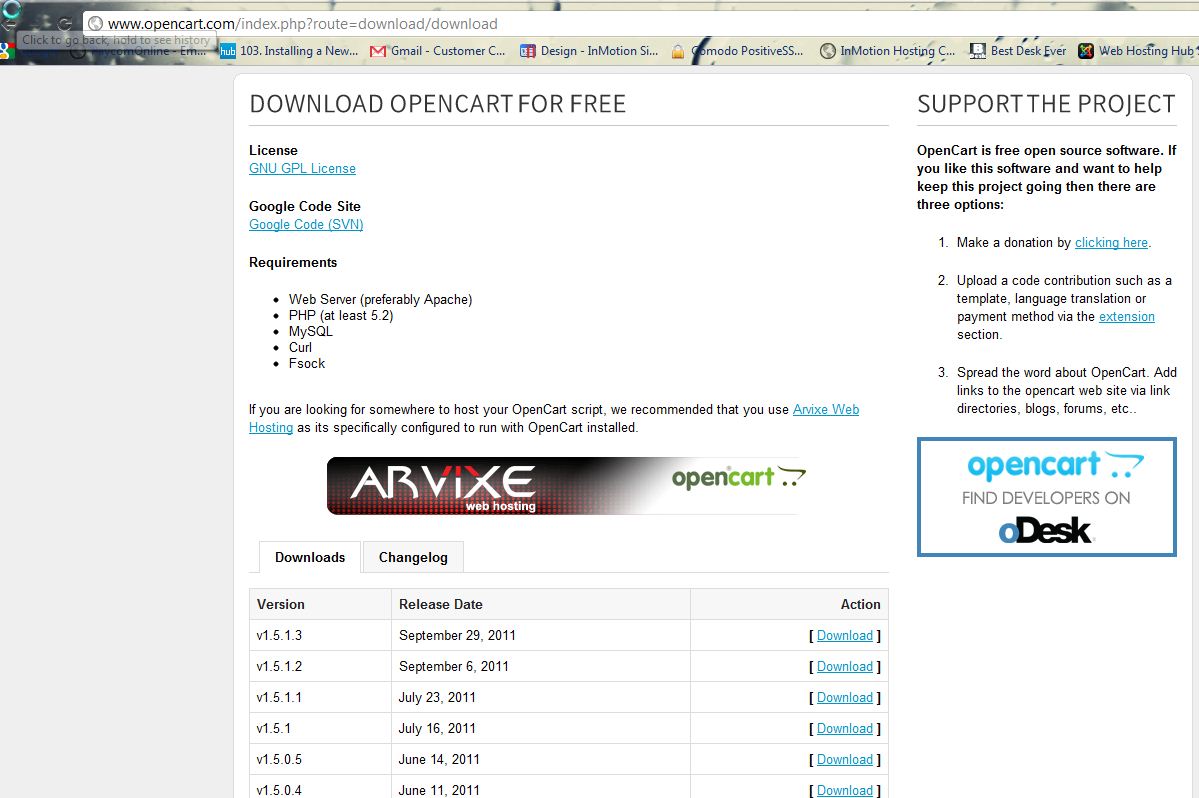 www.opencart.com/index.php?route=download/download
Click to go back, hold to see history
hub 103. Installing a New... Gmail - Customer C... Design - InMotion Si... Comodo PositiveSS... InMotion Hosting C... Best Desk Ever Web Hosting Hub
DOWNLOAD OPENCART FOR FREE
License
GNU GPL License
Google Code Site
Google Code (SVN)
Requirements
• Web Server (preferably Apache)
• PHP (at least 5.2)
• MySQL
• Curl
• Fsock
If you are looking for somewhere to host your OpenCart script, we recommended that you use Arvixe Web
Hosting as its specifically configured to run with OpenCart installed.
ARVIXE
web hosting
opencart
Downloads Changelog
Version Release Date Action
v1.5.1.3 September 29, 2011 [ Download ]
v1.5.1.2 September 6, 2011 [ Download ]
v1.5.1.1 July 23, 2011 [ Download ]
v1.5.1 July 16, 2011 [ Download ]
v1.5.0.5 June 14, 2011 [ Download ]
v1.5.0.4 June 11, 2011 [ Download ]
SUPPORT THE PROJECT
OpenCart is free open source software. If
you like this software and want to help
keep this project going then there are
three options:
1. Make a donation by clicking here.
2. Upload a code contribution such as a
template, language translation or
payment method via the extension
section.
3. Spread the word about OpenCart. Add
links to the opencart web site via link
directories, blogs, forums, etc..
opencart
FIND DEVELOPERS ON
oDesk